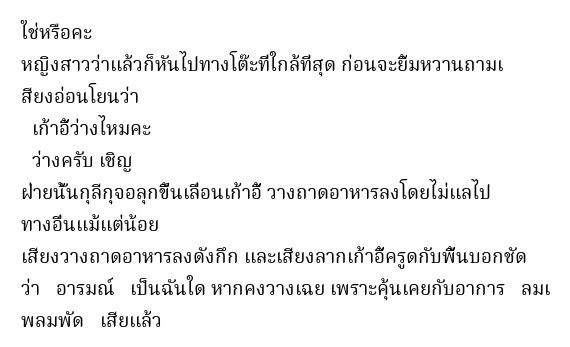 ใช่หรือคะ
หญิงสาวว่าแล้วก็หันไปทางโต๊ะที่ใกล้ที่สุด ก่อนจะยิ้มหวานถามเ
สียงอ่อนโยนว่า
เก้าอี้ว่างไหมคะ
ว่างครับ เชิญ
ฝ่ายนั้นกุลีกุจอลุกขึ้นเลื่อนเก้าอี้ วางถาดอาหารลงโดยไม่แลไป
ทางอื่นแม้แต่น้อย
เสียงวางถาดอาหารลงดังกึก และเสียงลากเก้าอี้ครูดกับพื้นบอกชัด
ว่า อารมณ์ เป็นฉันใด หากคงวางเฉย เพราะคุ้นเคยกับอาการ ลมเ
พลมพัด เสียแล้ว